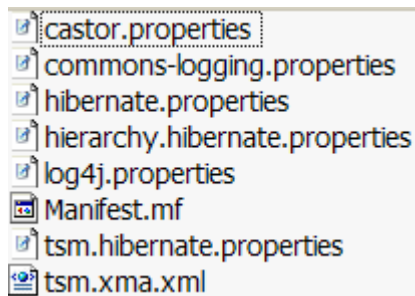 castor.properties
commons-logging.properties
hibernate.properties
hierarchy.hibernate.properties
log4j.properties
Manifest.mf
tsm.hibernate.properties
tsm.xma.xml